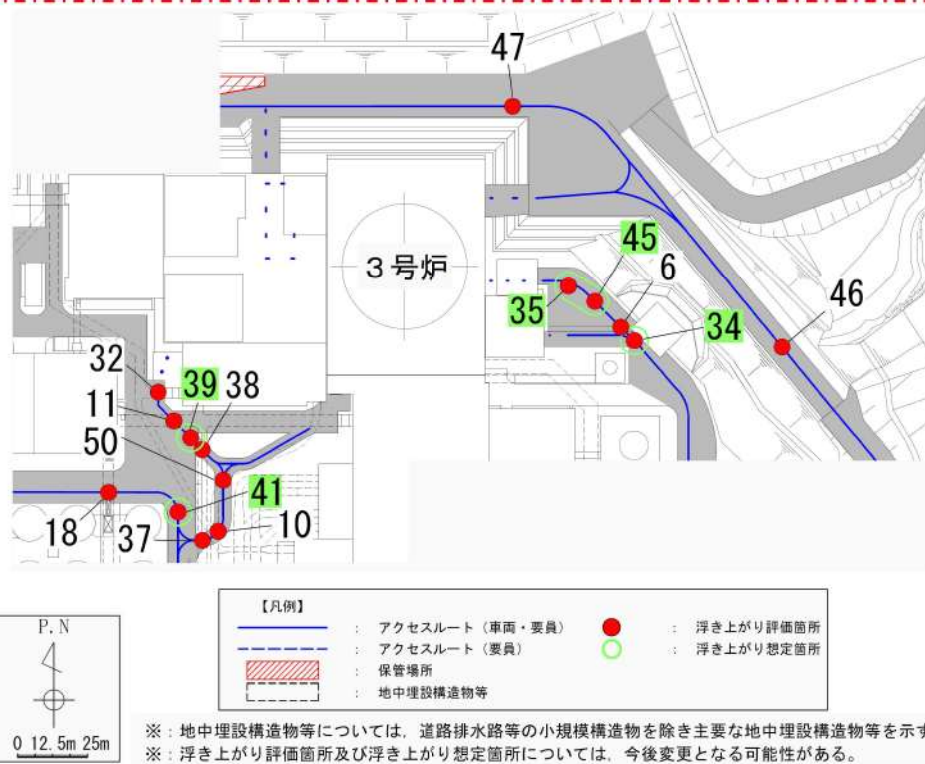 47
45
6
46
3号炉
35
34
32
39
38
11
50
41
18
37
10
【凡例】
アクセスルート（車両・要員）
：
浮き上がり評価箇所
：
アクセスルート（要員）
：
浮き上がり想定箇所
：
保管場所
：
地中埋設構造物等
：
P.N
0 12.5m 25m
※：地中埋設構造物等については，道路排水路等の小規模構造物を除き主要な地中埋設構造物等を示す
※：浮き上がり評価箇所及び浮き上がり想定箇所については，今後変更となる可能性がある。